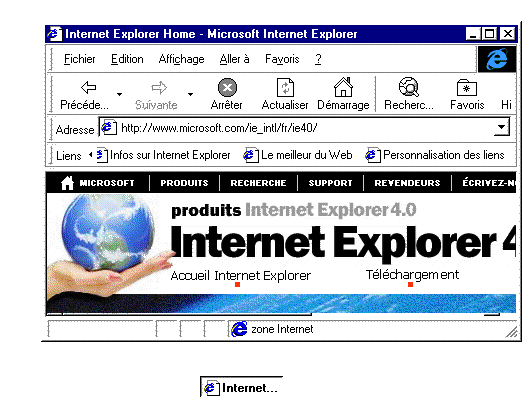 Internet Explorer Home - Microsoft Internet Explorer
Fichier Edition Affichage Aller à Favoris ?
Précéde... Suivante Arrêter Actualiser Démarrage Recherc... Favoris Hi
Adresse http://www.microsoft.com/ie_intl/fr/ie40/
Liens Infos sur Internet Explorer Le meilleur du Web Personnalisation des liens
MICROSOFT PRODUITS RECHERCHE SUPPORT REVENDEURS ÉCRIVEZ-N
produits Internet Explorer 4.0
Internet Explorer 4
Accueil Internet Explorer Téléchargement
zone Internet
Internet...